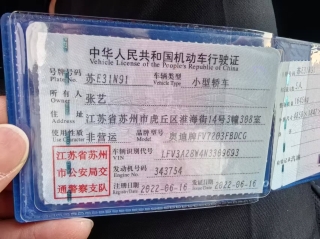 中华人民共和国机动车行驶证
Vehicle License of the People's Republic of China
号牌号码 苏E31N91 车辆类型 小型轿车
Plate No. Vehicle Type
所有人 张艺
Owner
住址 江苏省苏州市虎丘区淮海街14号3幢308室
Address
使用性质 非营运 品牌型号 奥迪牌FV7203FBDCG
Model
江苏省苏州市公安局交通警察支队
车辆识别代号
VIN
发动机号码 343754
Engine No.
注册日期 2022-06-16 发证日期 2022-06-16
Register Date Issue Date